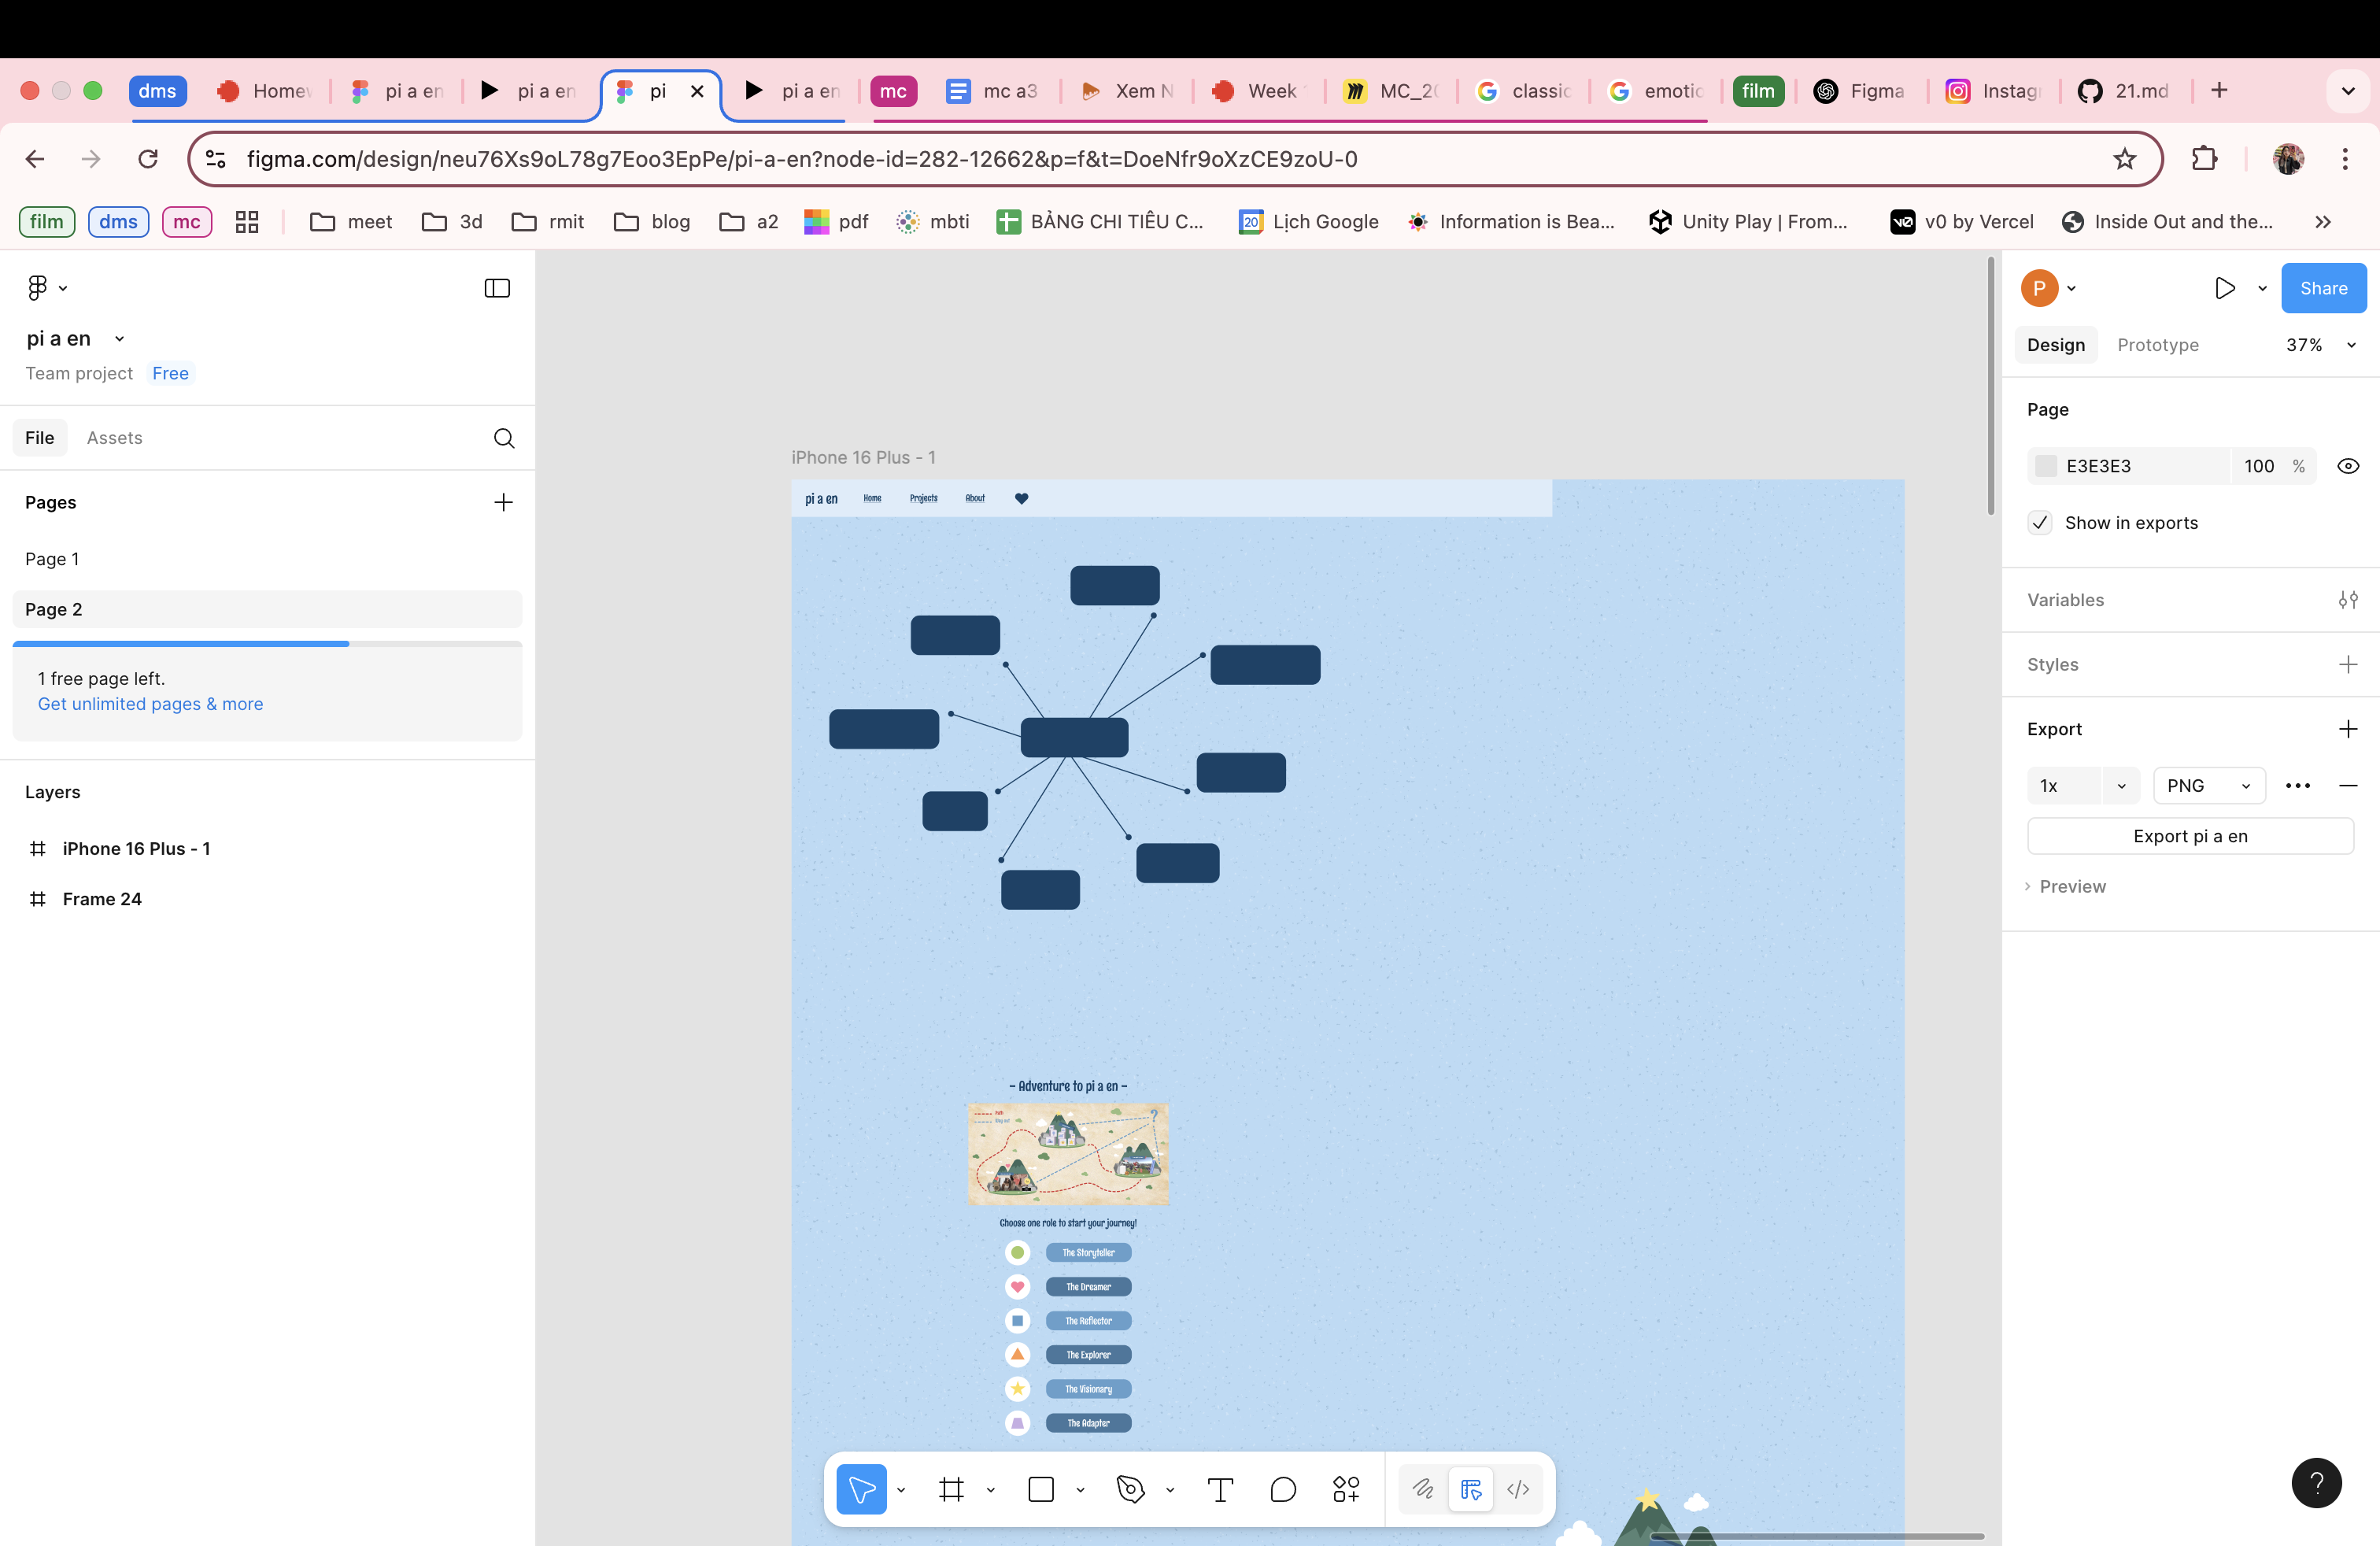 dms
Homew
pi a en
pi a en
pi
pi a en
mc
mc a3
Xem N
Week
MC_20
classic
emotic
film
Figma
Instag
21.md
figma.com/design/neu76Xs9oL78g7Eoo3EpPe/pi-a-en?node-id=282-12662&p=f&t=DoeNfr9oXzCE9zoU-0
film
dms
mc
meet
3d
rmit
blog
a2
pdf
mbti
BẢNG CHI TIÊU C...
20
Lịch Google
Information is Bea...
Unity Play | From...
v0
v0 by Vercel
Inside Out and the...
pi a en
Team project
Free
File
Assets
Pages
Page 1
Page 2
1 free page left.
Get unlimited pages & more
Layers
iPhone 16 Plus - 1
Frame 24
iPhone 16 Plus - 1
pi a en
Home
Projects
About
- Adventure to pi a en -
?
Choose one role to start your journey!
The Storyteller
The Dreamer
The Reflector
The Explorer
The Visionary
The Adapter
P
Share
Design
Prototype
37%
Page
E3E3E3
100
%
Show in exports
Variables
Styles
Export
1x
PNG
Export pi a en
Preview
?